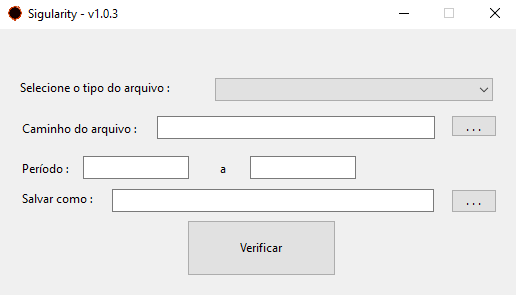 Sigularity - v1.0.3
Selecione o tipo do arquivo :
Caminho do arquivo : ...
Período : a
Salvar como : ...
Verificar